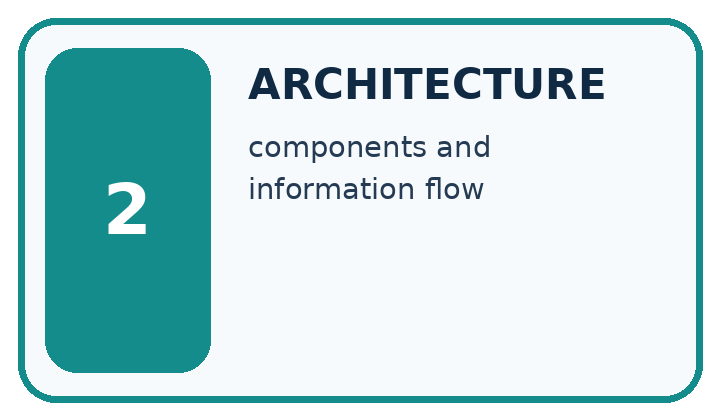 2
ARCHITECTURE
components and
information flow